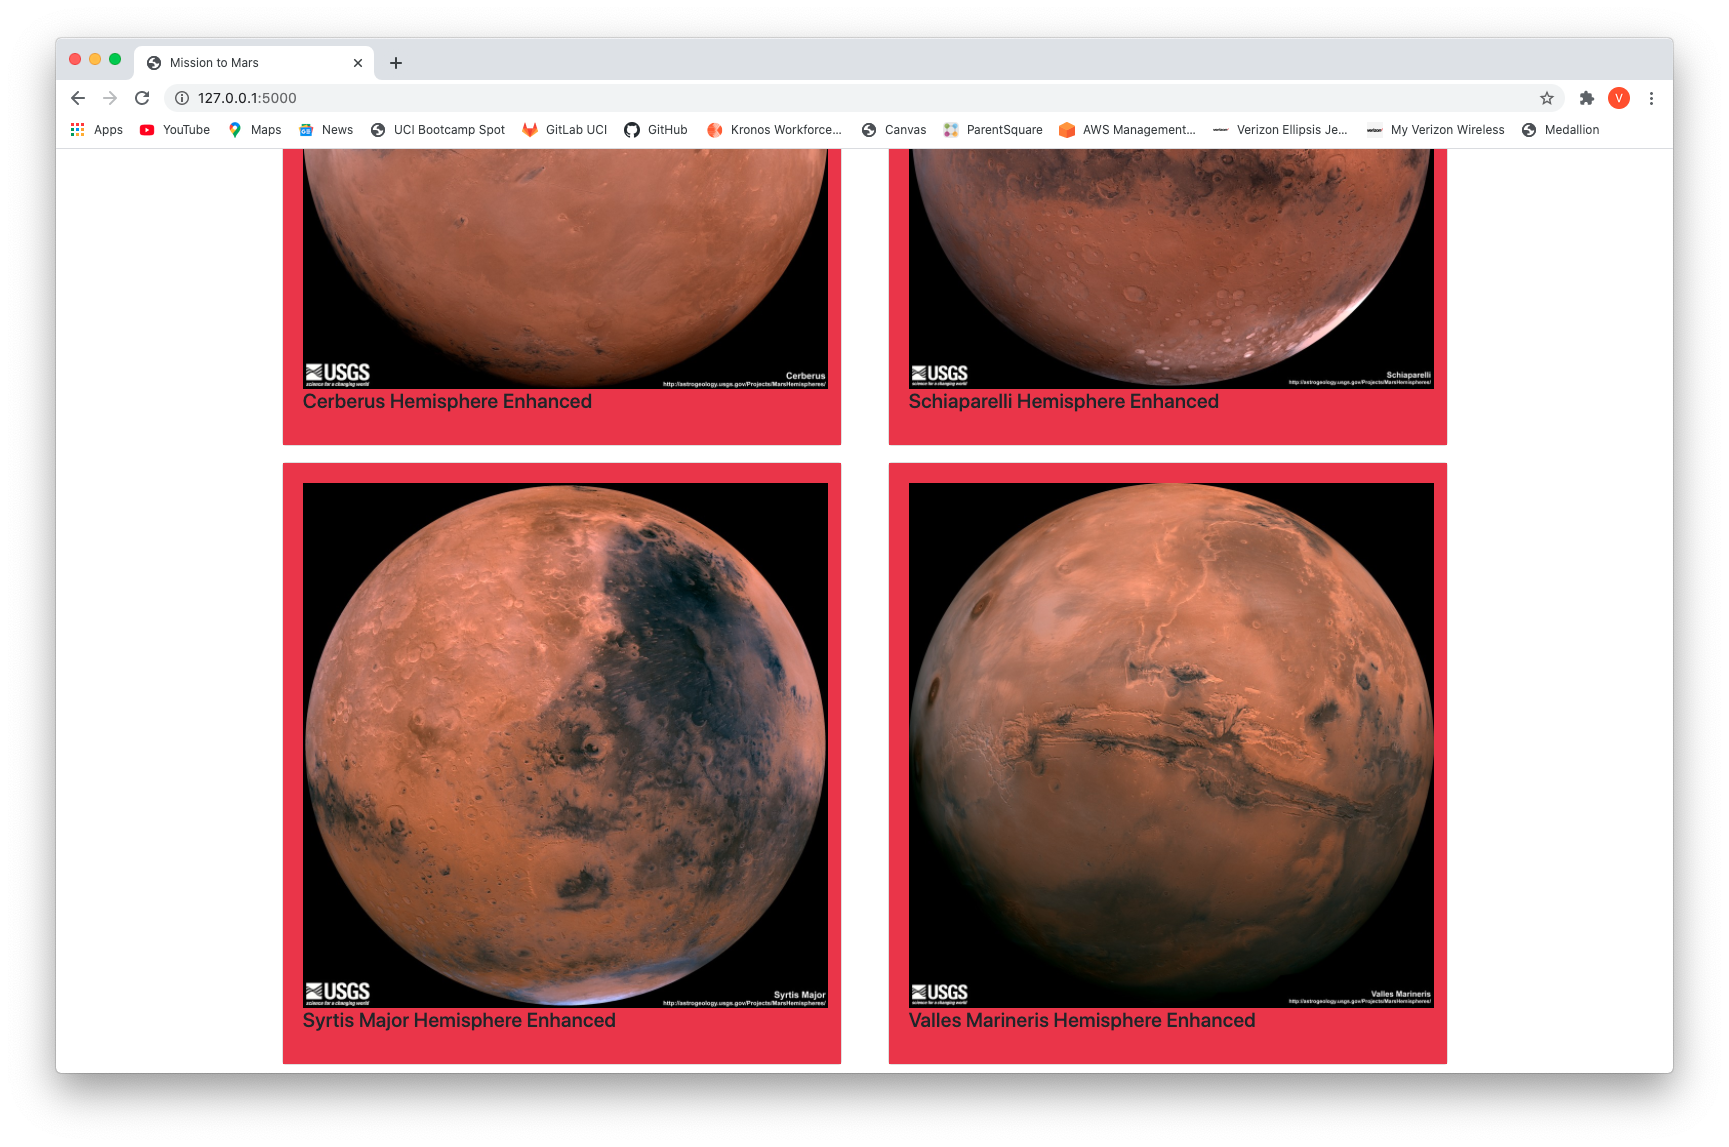 Mission to Mars
127.0.0.1:5000
V
Apps YouTube Maps News UCI Bootcamp Spot GitLab UCI GitHub Kronos Workforce... Canvas ParentSquare AWS Management... Verizon Ellipsis Je... My Verizon Wireless Medallion
USGS
science for a changing world
Cerberus
http://astrogeology.usgs.gov/Projects/MarsHemispheres/
Cerberus Hemisphere Enhanced
USGS
science for a changing world
Schiaparelli
http://astrogeology.usgs.gov/Projects/MarsHemispheres/
Schiaparelli Hemisphere Enhanced
USGS
science for a changing world
Syrtis Major
http://astrogeology.usgs.gov/Projects/MarsHemispheres/
Syrtis Major Hemisphere Enhanced
USGS
science for a changing world
Valles Marineris
http://astrogeology.usgs.gov/Projects/MarsHemispheres/
Valles Marineris Hemisphere Enhanced